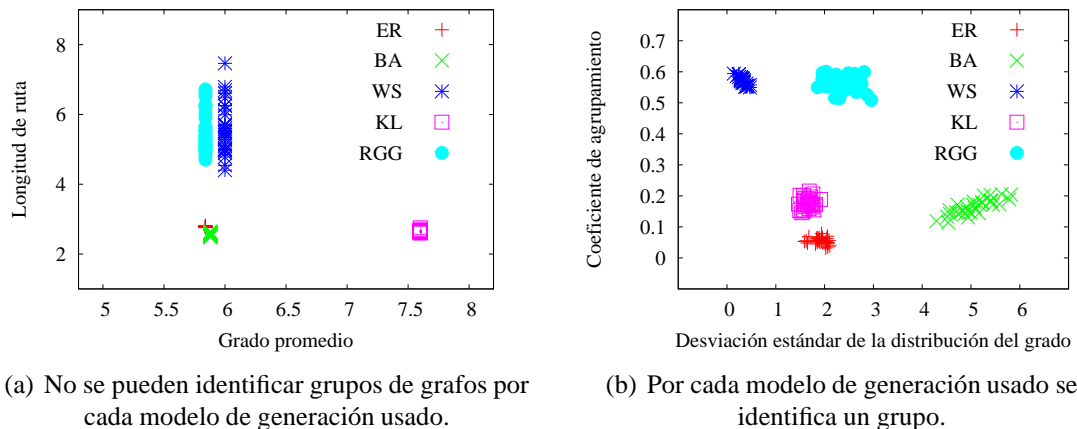 Longitud de ruta
8
6
4
2
5
5.5
6
6.5
7
7.5
8
Grado promedio
ER
BA
WS
KL
RGG
Coeficiente de agrupamiento
0.7
0.6
0.5
0.4
0.3
0.2
0.1
0
0
1
2
3
4
5
6
Desviación estándar de la distribución del grado
ER
BA
WS
KL
RGG
(a) No se pueden identificar grupos de grafos por
cada modelo de generación usado.
(b) Por cada modelo de generación usado se
identifica un grupo.